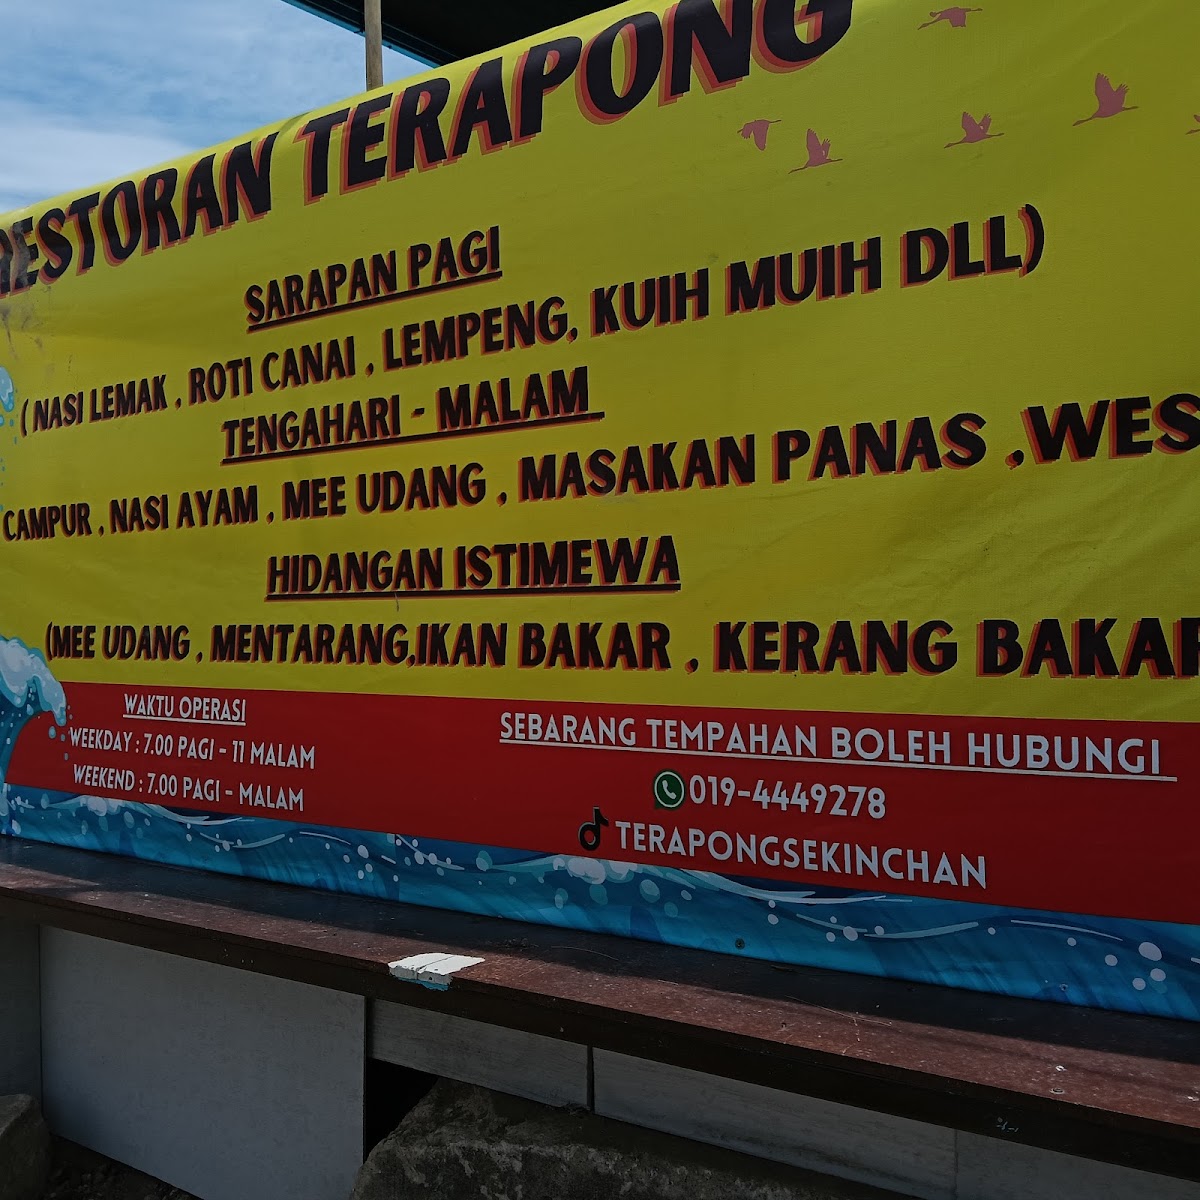 RESTORAN TERAPONG
SARAPAN PAGI
( NASI LEMAK , ROTI CANAI , LEMPENG, KUIH MUIH DLL)
TENGAHARI - MALAM
CAMPUR , NASI AYAM , MEE UDANG , MASAKAN PANAS ,WES
HIDANGAN ISTIMEWA
(MEE UDANG , MENTARANG,IKAN BAKAR , KERANG BAKAR
WAKTU OPERASI
WEEKDAY : 7.00 PAGI - 11 MALAM
WEEKEND : 7.00 PAGI - MALAM
SEBARANG TEMPAHAN BOLEH HUBUNGI
019-4449278
TERAPONGSEKINCHAN